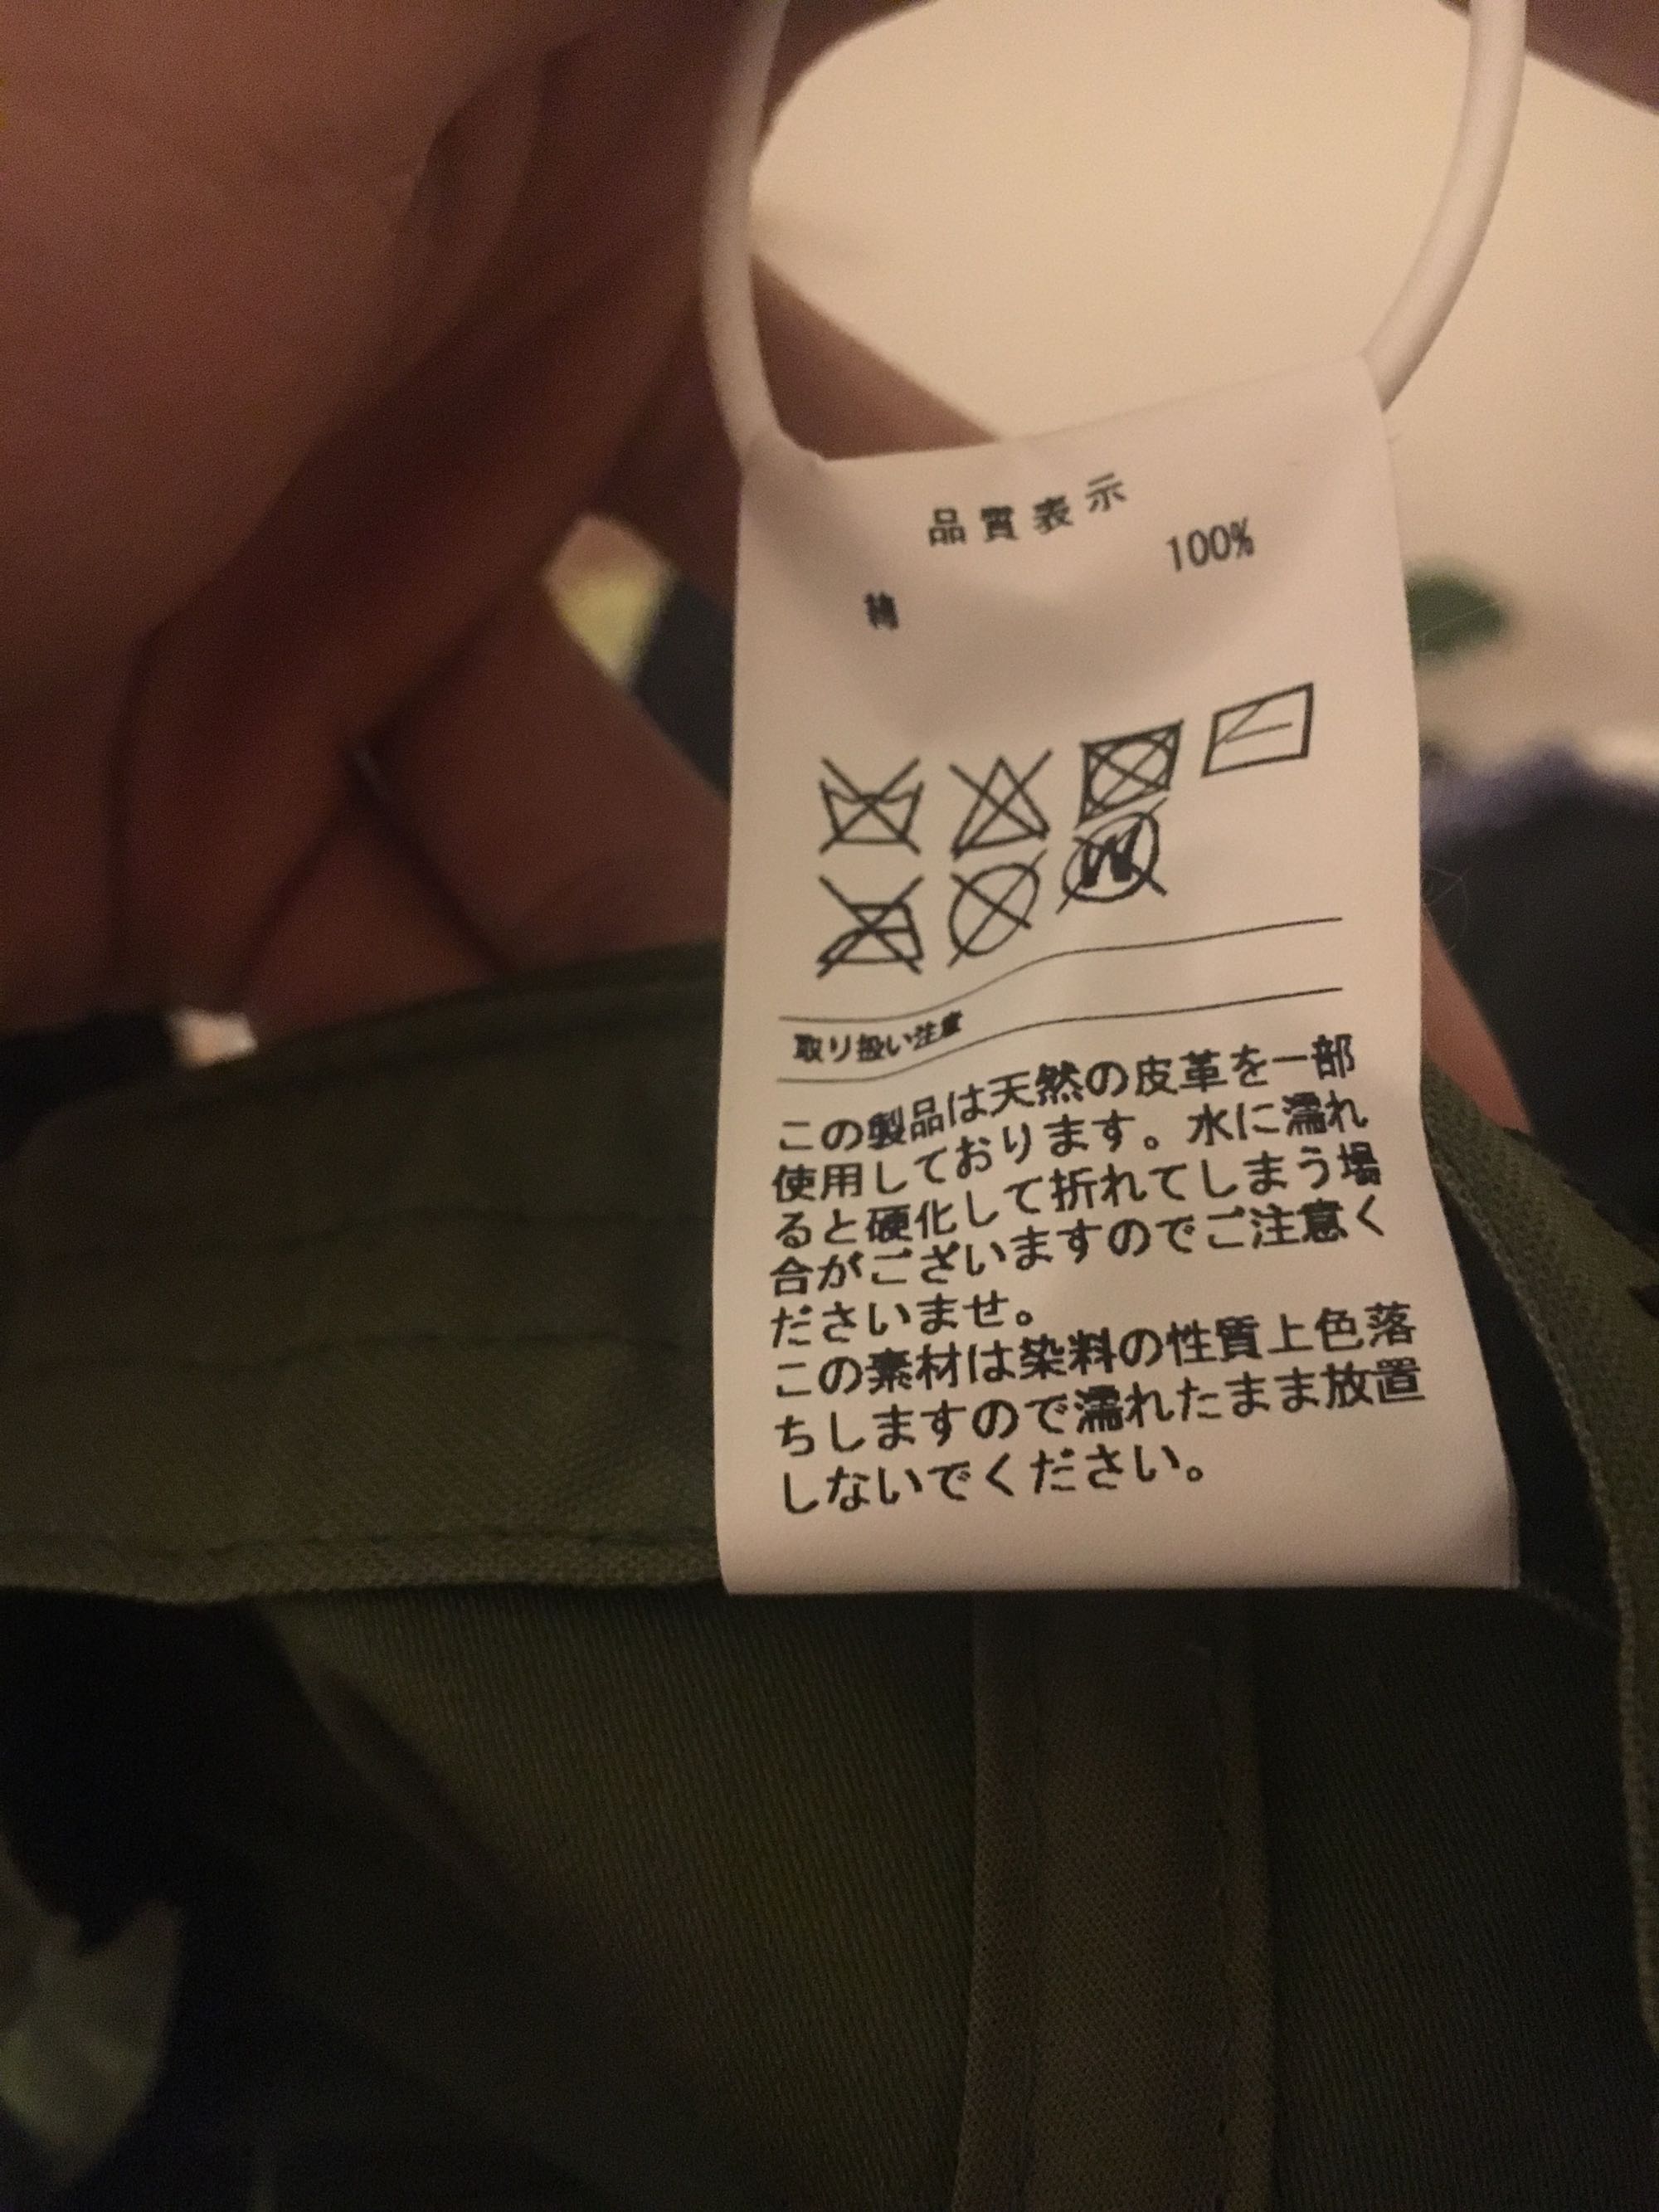 品質表示
綿 100%
W
取り扱い注意
この製品は天然の皮革を一部
使用しております。水に濡れ
ると硬化して折れてしまう場
合がございますのでご注意く
ださいませ。
この素材は染料の性質上色落
ちしますので濡れたまま放置
しないでください。